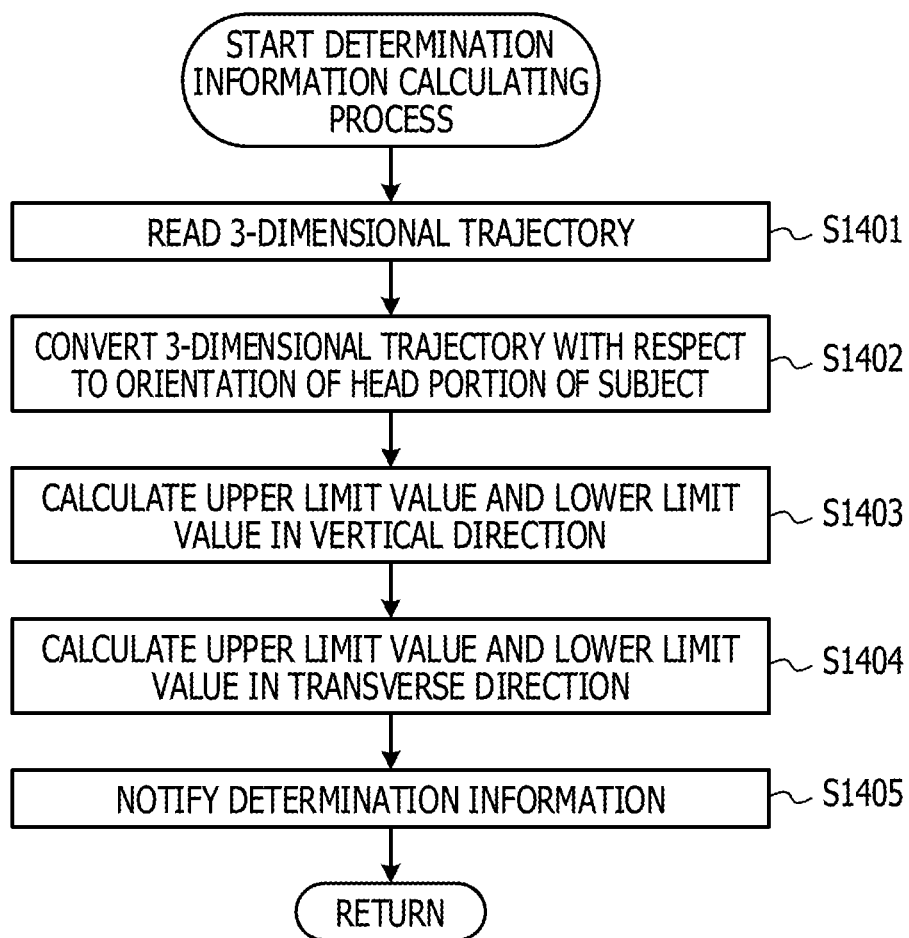 START DETERMINATION
INFORMATION CALCULATING
PROCESS
READ 3-DIMENSIONAL TRAJECTORY
S1401
CONVERT 3-DIMENSIONAL TRAJECTORY WITH RESPECT
TO ORIENTATION OF HEAD PORTION OF SUBJECT
S1402
CALCULATE UPPER LIMIT VALUE AND LOWER LIMIT
VALUE IN VERTICAL DIRECTION
S1403
CALCULATE UPPER LIMIT VALUE AND LOWER LIMIT
VALUE IN TRANSVERSE DIRECTION
S1404
NOTIFY DETERMINATION INFORMATION
S1405
RETURN